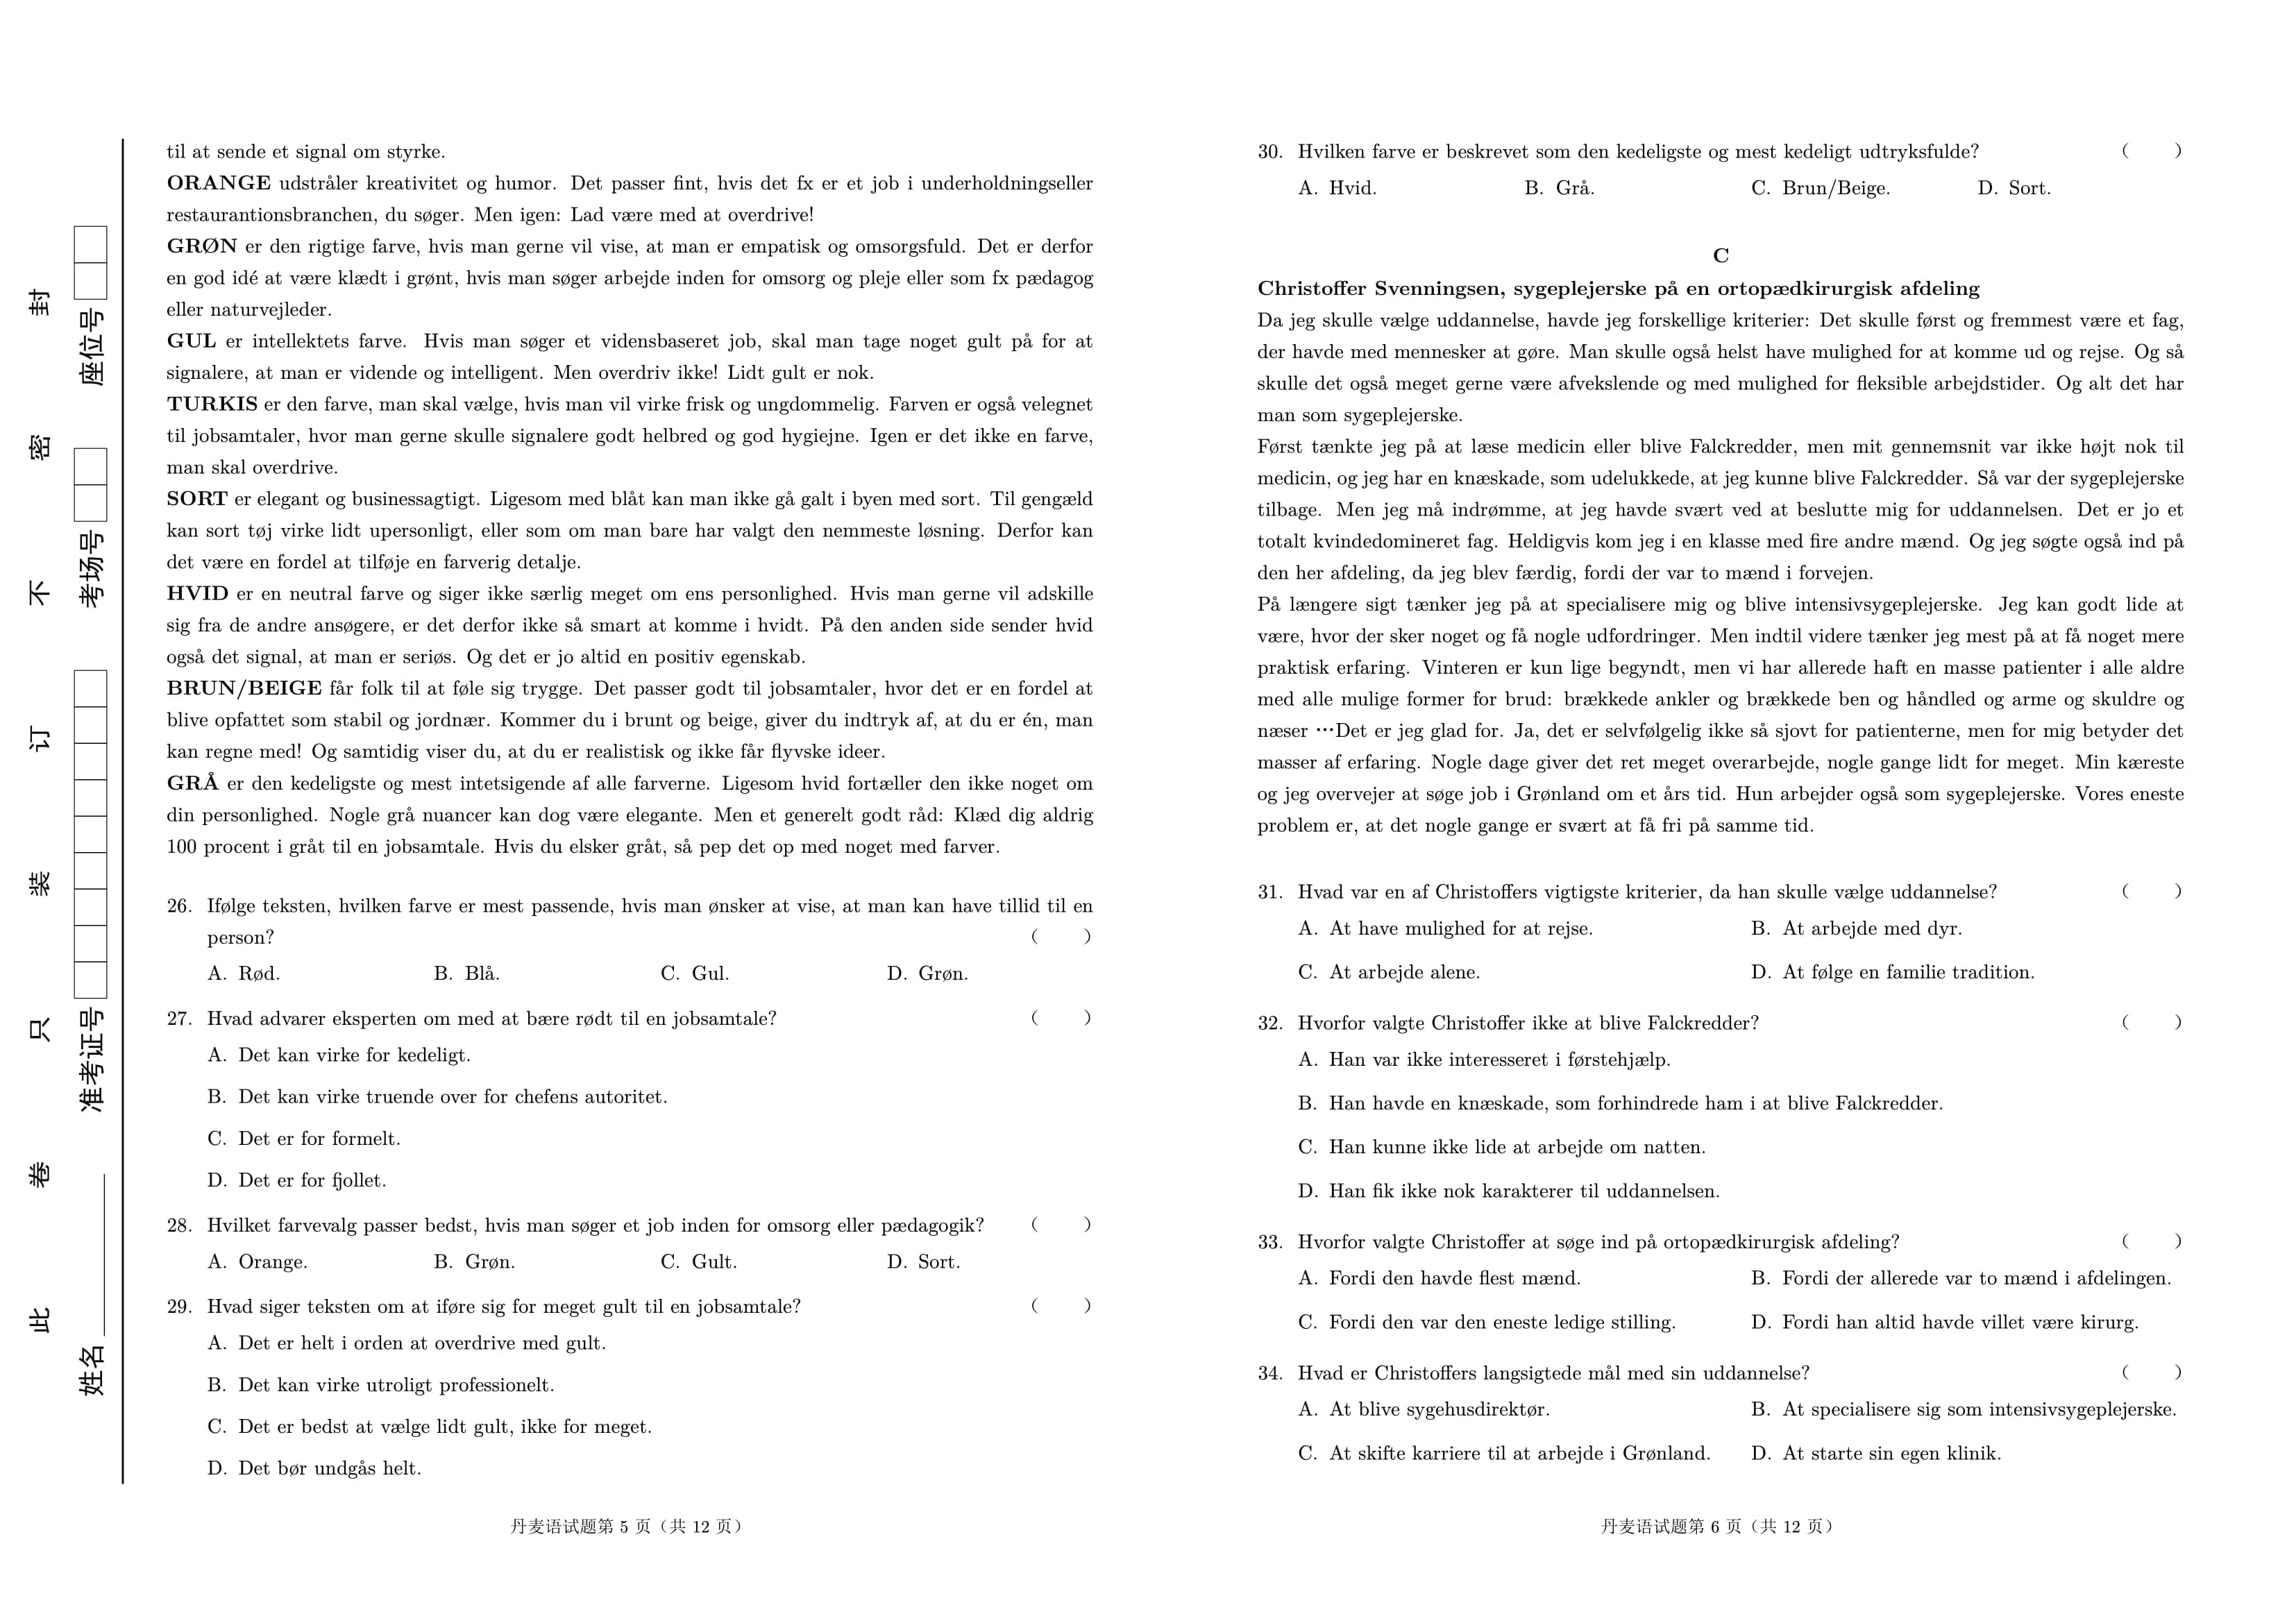 til at sende et signal om styrke.
ORANGE udstråler kreativitet og humor. Det passer fint, hvis det fx er et job i underholdningseller
restaurantionsbranchen, du søger. Men igen: Lad være med at overdrive!
GRØN er den rigtige farve, hvis man gerne vil vise, at man er empatisk og omsorgsfuld. Det er derfor
en god idé at være klædt i grønt, hvis man søger arbejde inden for omsorg og pleje eller som fx pædagog
eller naturvejleder.
GUL er intellektets farve. Hvis man søger et vidensbaseret job, skal man tage noget gult på for at
signalere, at man er vidende og intelligent. Men overdriv ikke! Lidt gult er nok.
TURKIS er den farve, man skal vælge, hvis man vil virke frisk og ungdommelig. Farven er også velegnet
til jobsamtaler, hvor man gerne skulle signalere godt helbred og god hygiejne. Igen er det ikke en farve,
man skal overdrive.
SORT er elegant og businessagtigt. Ligesom med blåt kan man ikke gå galt i byen med sort. Til gengæld
kan sort tøj virke lidt upersonligt, eller som om man bare har valgt den nemmeste løsning. Derfor kan
det være en fordel at tilføje en farverig detalje.
HVID er en neutral farve og siger ikke særlig meget om ens personlighed. Hvis man gerne vil adskille
sig fra de andre ansøgere, er det derfor ikke så smart at komme i hvidt. På den anden side sender hvid
også det signal, at man er seriøs. Og det er jo altid en positiv egenskab.
BRUN/BEIGE får folk til at føle sig trygge. Det passer godt til jobsamtaler, hvor det er en fordel at
blive opfattet som stabil og jordnær. Kommer du i brunt og beige, giver du indtryk af, at du er én, man
kan regne med! Og samtidig viser du, at du er realistisk og ikke får flyvske ideer.
GRÅ er den kedeligste og mest intetsigende af alle farverne. Ligesom hvid fortæller den ikke noget om
din personlighed. Nogle grå nuancer kan dog være elegante. Men et generelt godt råd: Klæd dig aldrig
100 procent i gråt til en jobsamtale. Hvis du elsker gråt, så pep det op med noget med farver.
26. Ifølge teksten, hvilken farve er mest passende, hvis man ønsker at vise, at man kan have tillid til en
person? （　　）
A. Rød. B. Blå. C. Gul. D. Grøn.
27. Hvad advarer eksperten om med at bære rødt til en jobsamtale? （　　）
A. Det kan virke for kedeligt.
B. Det kan virke truende over for chefens autoritet.
C. Det er for formelt.
D. Det er for fjollet.
28. Hvilket farvevalg passer bedst, hvis man søger et job inden for omsorg eller pædagogik? （　　）
A. Orange. B. Grøn. C. Gult. D. Sort.
29. Hvad siger teksten om at iføre sig for meget gult til en jobsamtale? （　　）
A. Det er helt i orden at overdrive med gult.
B. Det kan virke utroligt professionelt.
C. Det er bedst at vælge lidt gult, ikke for meget.
D. Det bør undgås helt.
丹麦语试题第 5 页（共 12 页）
30. Hvilken farve er beskrevet som den kedeligste og mest kedeligt udtryksfulde? （　　）
A. Hvid. B. Grå. C. Brun/Beige. D. Sort.
C
Christoffer Svenningsen, sygeplejerske på en ortopædkirurgisk afdeling
Da jeg skulle vælge uddannelse, havde jeg forskellige kriterier: Det skulle først og fremmest være et fag,
der havde med mennesker at gøre. Man skulle også helst have mulighed for at komme ud og rejse. Og så
skulle det også meget gerne være afvekslende og med mulighed for fleksible arbejdstider. Og alt det har
man som sygeplejerske.
Først tænkte jeg på at læse medicin eller blive Falckredder, men mit gennemsnit var ikke højt nok til
medicin, og jeg har en knæskade, som udelukkede, at jeg kunne blive Falckredder. Så var der sygeplejerske
tilbage. Men jeg må indrømme, at jeg havde svært ved at beslutte mig for uddannelsen. Det er jo et
totalt kvindedomineret fag. Heldigvis kom jeg i en klasse med fire andre mænd. Og jeg søgte også ind på
den her afdeling, da jeg blev færdig, fordi der var to mænd i forvejen.
På længere sigt tænker jeg på at specialisere mig og blive intensivsygeplejerske. Jeg kan godt lide at
være, hvor der sker noget og få nogle udfordringer. Men indtil videre tænker jeg mest på at få noget mere
praktisk erfaring. Vinteren er kun lige begyndt, men vi har allerede haft en masse patienter i alle aldre
med alle mulige former for brud: brækkede ankler og brækkede ben og håndled og arme og skuldre og
næser ⋯Det er jeg glad for. Ja, det er selvfølgelig ikke så sjovt for patienterne, men for mig betyder det
masser af erfaring. Nogle dage giver det ret meget overarbejde, nogle gange lidt for meget. Min kæreste
og jeg overvejer at søge job i Grønland om et års tid. Hun arbejder også som sygeplejerske. Vores eneste
problem er, at det nogle gange er svært at få fri på samme tid.
31. Hvad var en af Christoffers vigtigste kriterier, da han skulle vælge uddannelse? （　　）
A. At have mulighed for at rejse. B. At arbejde med dyr.
C. At arbejde alene. D. At følge en familie tradition.
32. Hvorfor valgte Christoffer ikke at blive Falckredder? （　　）
A. Han var ikke interesseret i førstehjælp.
B. Han havde en knæskade, som forhindrede ham i at blive Falckredder.
C. Han kunne ikke lide at arbejde om natten.
D. Han fik ikke nok karakterer til uddannelsen.
33. Hvorfor valgte Christoffer at søge ind på ortopædkirurgisk afdeling? （　　）
A. Fordi den havde flest mænd. B. Fordi der allerede var to mænd i afdelingen.
C. Fordi den var den eneste ledige stilling. D. Fordi han altid havde villet være kirurg.
34. Hvad er Christoffers langsigtede mål med sin uddannelse? （　　）
A. At blive sygehusdirektør. B. At specialisere sig som intensivsygeplejerske.
C. At skifte karriere til at arbejde i Grønland. D. At starte sin egen klinik.
丹麦语试题第 6 页（共 12 页）
此 卷 只 装 订 不 密 封
姓名 准考证号 考场号 座位号